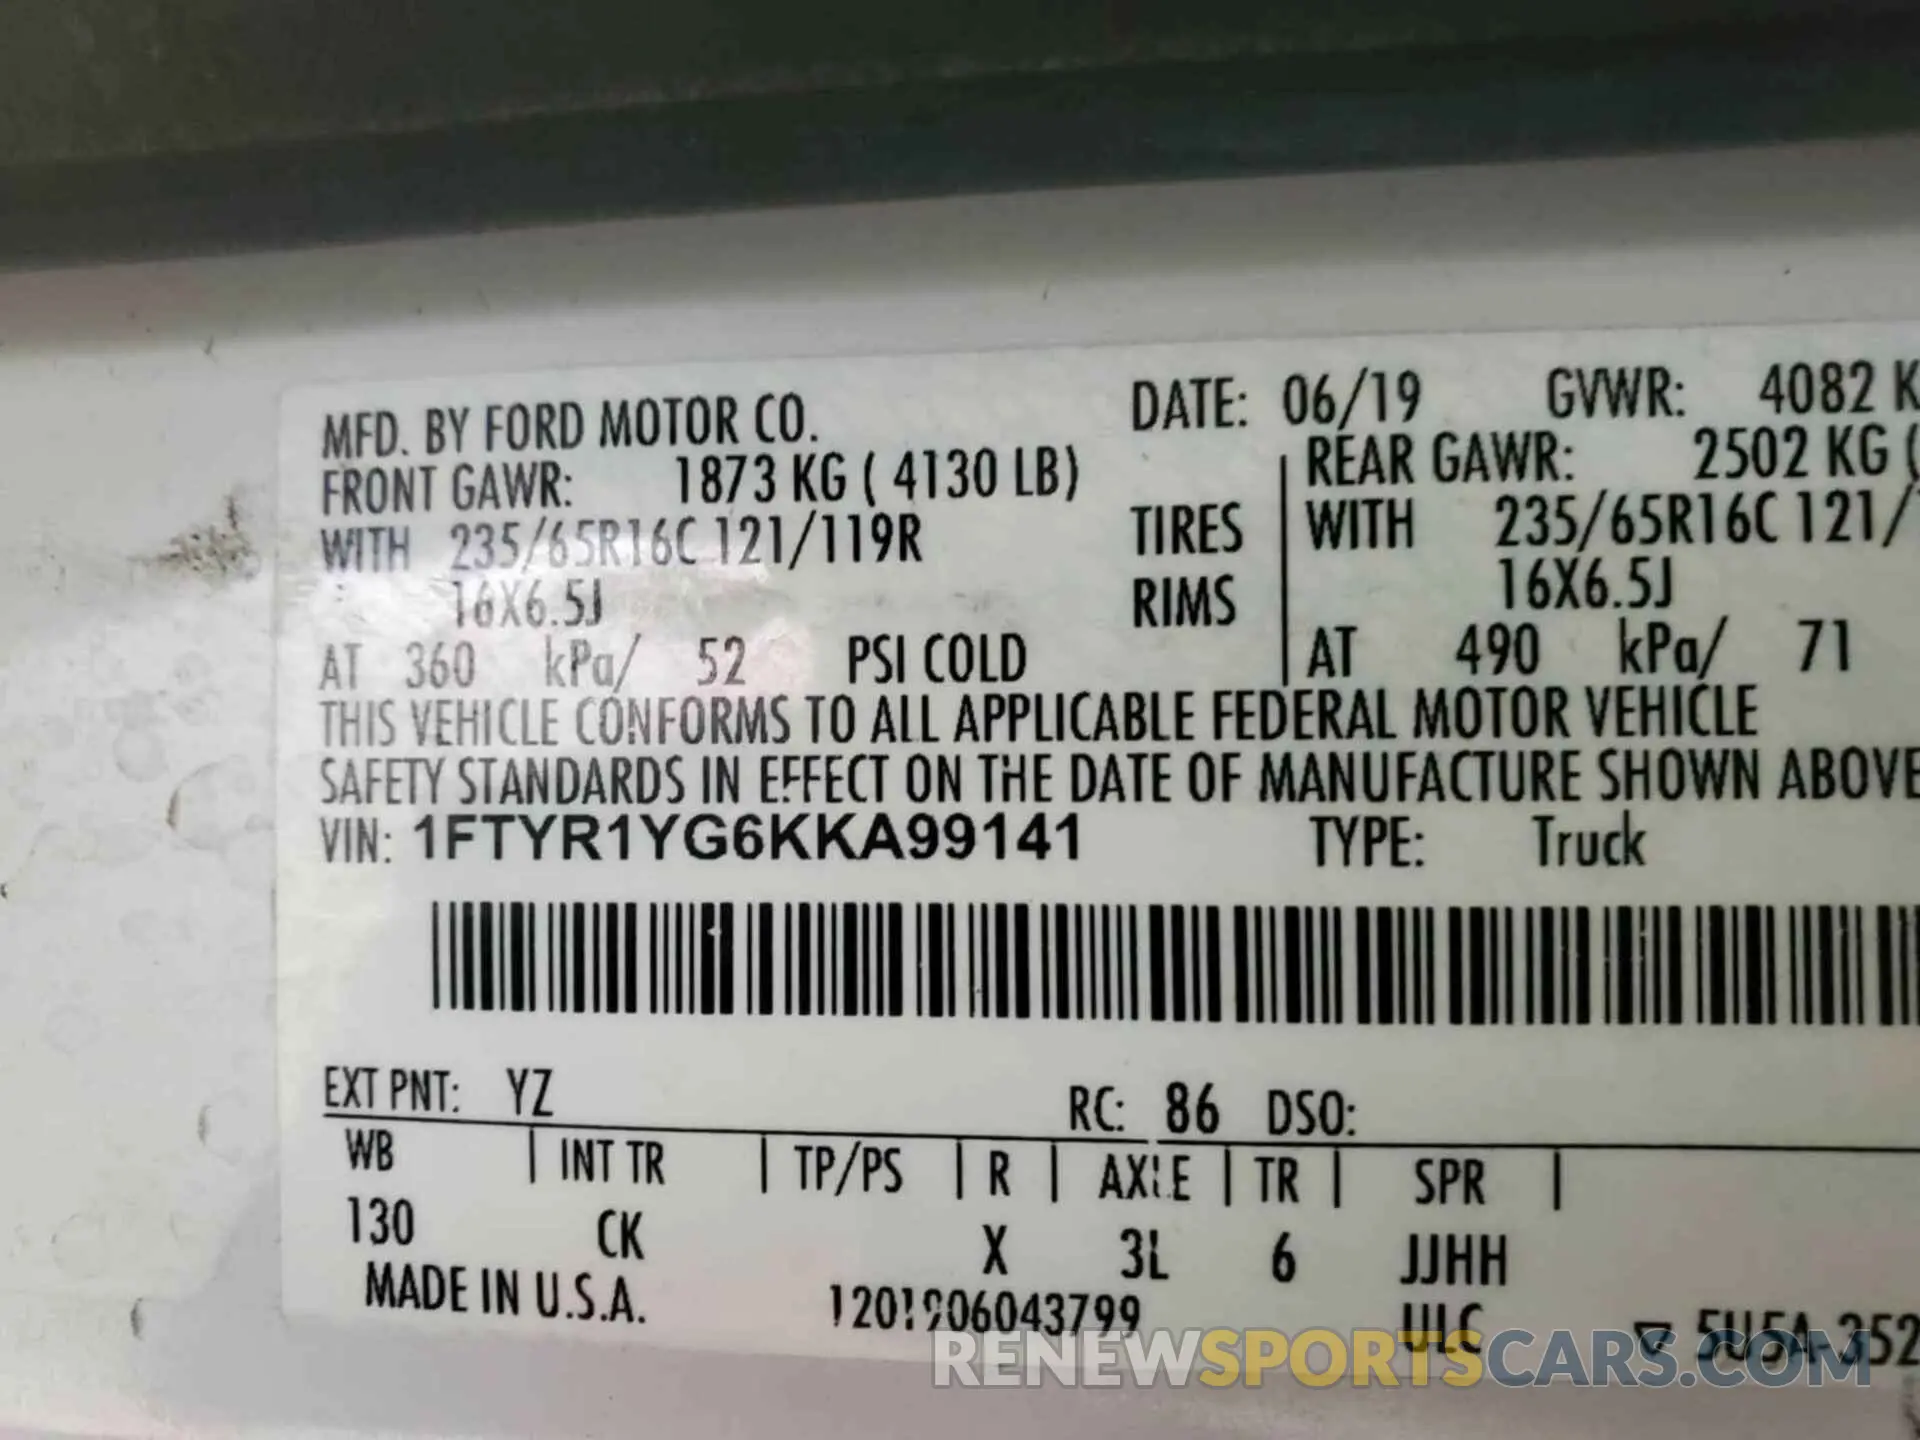 MFD. BY FORD MOTOR CO. DATE: 06/19 GVWR: 4082 K
FRONT GAWR: 1873 KG ( 4130 LB) REAR GAWR: 2502 KG (
WITH 235/65R16C 121/119R TIRES WITH 235/65R16C 121/
16X6.5J RIMS 16X6.5J
AT 360 kPa/ 52 PSI COLD AT 490 kPa/ 71
THIS VEHICLE CONFORMS TO ALL APPLICABLE FEDERAL MOTOR VEHICLE
SAFETY STANDARDS IN EFFECT ON THE DATE OF MANUFACTURE SHOWN ABOVE
VIN: 1FTYR1YG6KKA99141 TYPE: Truck
EXT PNT: YZ RC: 86 DSO:
WB | INT TR | TP/PS | R | AXLE | TR | SPR |
130 CK X 3L 6 JJHH
MADE IN U.S.A. 1201906043799 ULC 5U5A-352
RENEWSPORTSCARS.COM